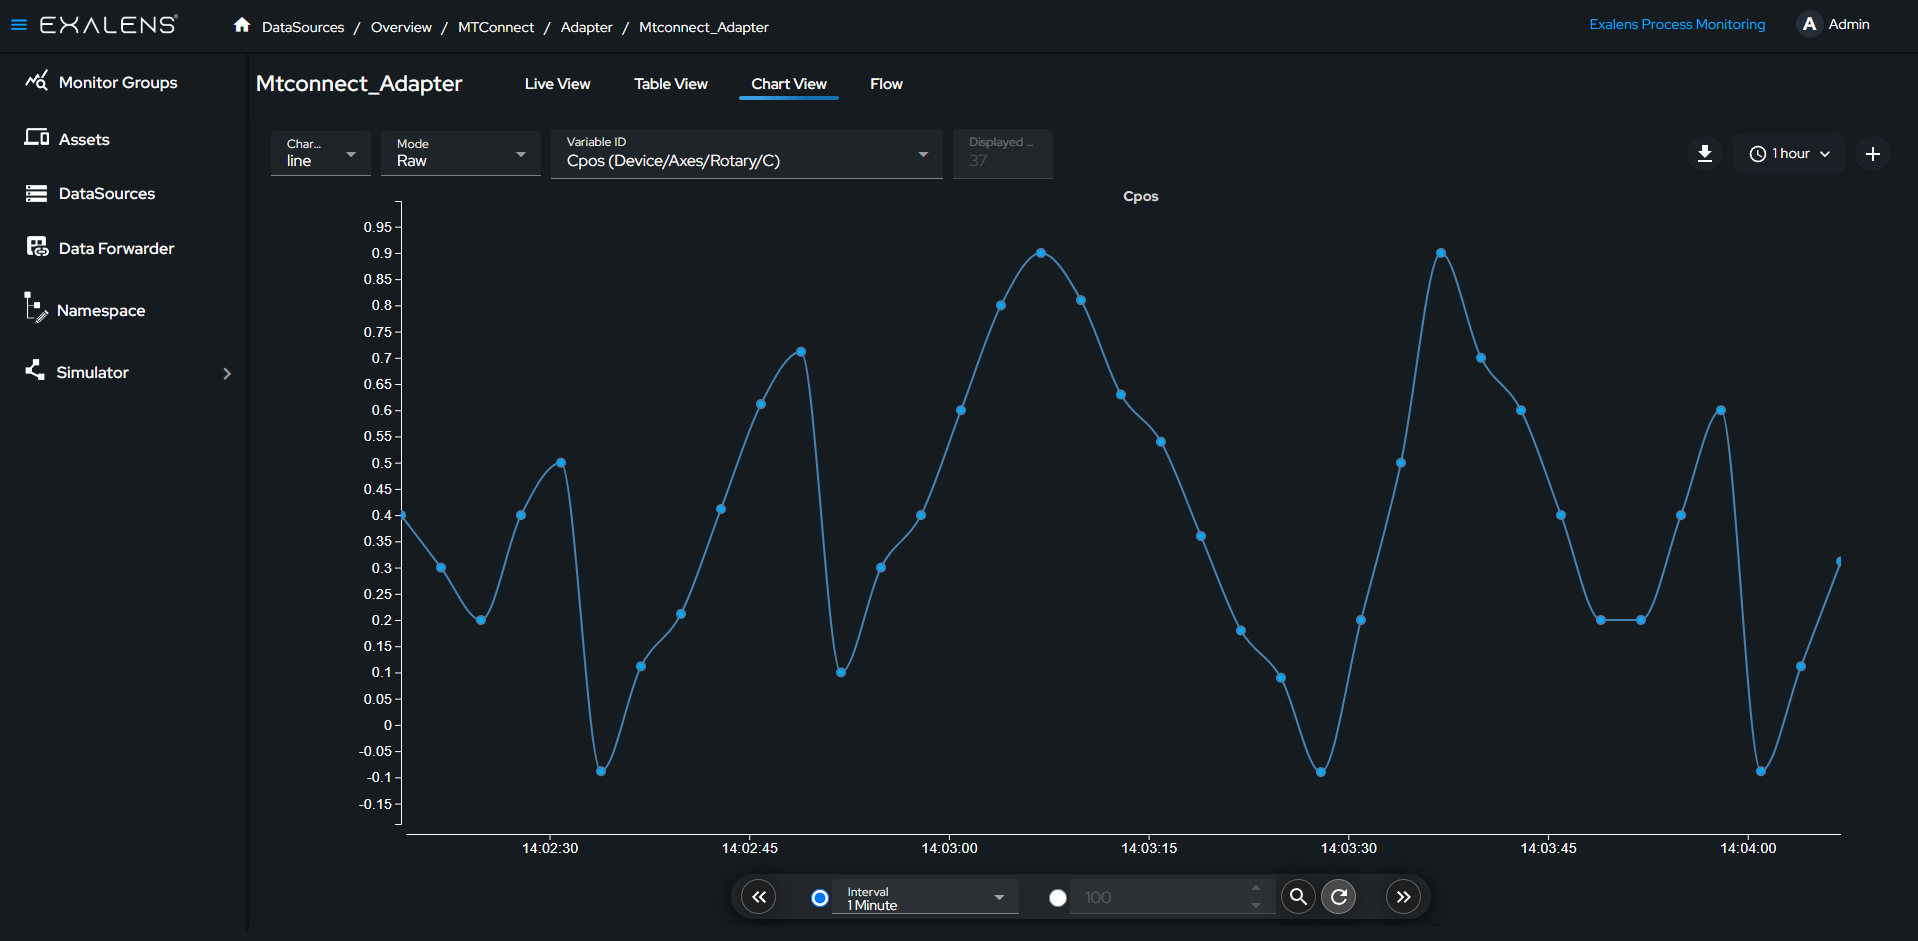 EXALENS®
DataSources / Overview / MTConnect / Adapter / Mtconnect_Adapter
Exalens Process Monitoring
A Admin
Monitor Groups
Assets
DataSources
Data Forwarder
Namespace
Simulator
Mtconnect_Adapter
Live View
Table View
Chart View
Flow
Char...
line
Mode
Raw
Variable ID
Cpos (Device/Axes/Rotary/C)
Displayed ...
37
1 hour
Cpos
0.95
0.9
0.85
0.8
0.75
0.7
0.65
0.6
0.55
0.5
0.45
0.4
0.35
0.3
0.25
0.2
0.15
0.1
0.05
0
-0.05
-0.1
-0.15
14:02:30 14:02:45 14:03:00 14:03:15 14:03:30 14:03:45 14:04:00
Interval
1 Minute
100